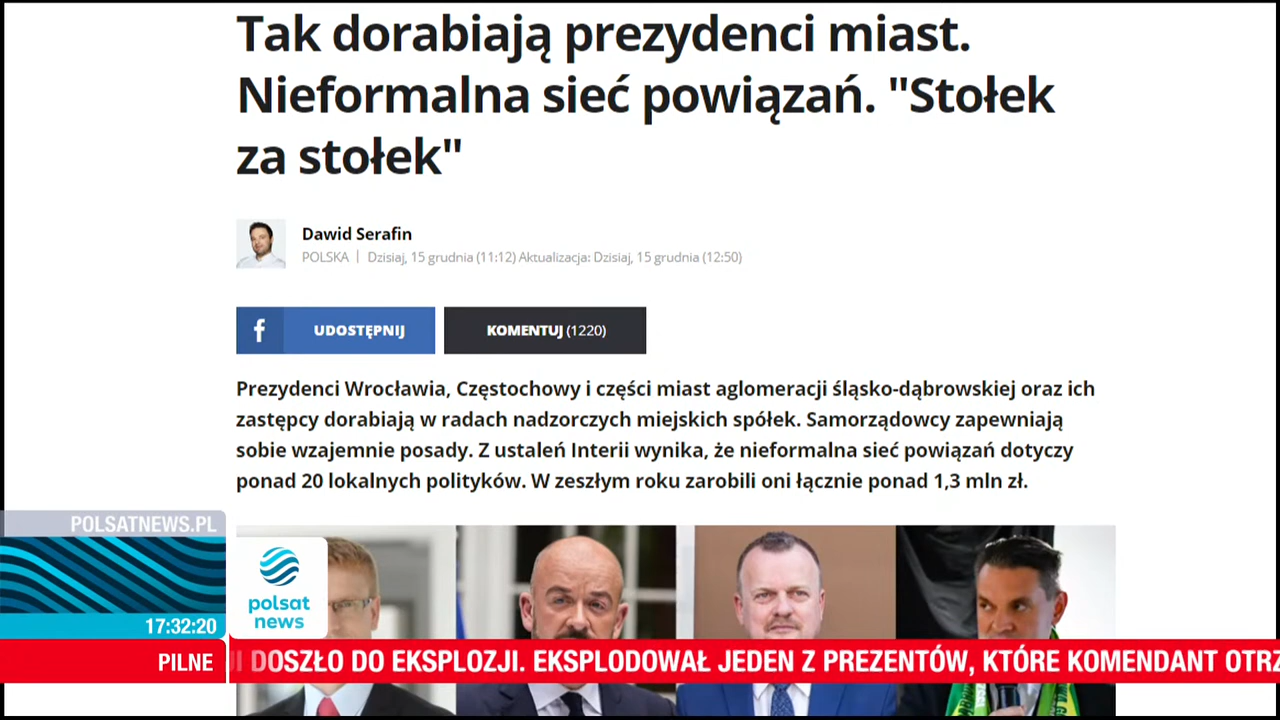 Tak dorabiają prezydenci miast.
Nieformalna sieć powiązań. "Stołek
za stołek"
Dawid Serafin
POLSKA | Dzisiaj, 15 grudnia (11:12) Aktualizacja: Dzisiaj, 15 grudnia (12:50)
f UDOSTĘPNIJ KOMENTUJ (1220)
Prezydenci Wrocławia, Częstochowy i części miast aglomeracji śląsko-dąbrowskiej oraz ich
zastępcy dorabiają w radach nadzorczych miejskich spółek. Samorządowcy zapewniają
sobie wzajemnie posady. Z ustaleń Interii wynika, że nieformalna sieć powiązań dotyczy
ponad 20 lokalnych polityków. W zeszłym roku zarobili oni łącznie ponad 1,3 mln zł.
POLSATNEWS.PL
polsat
news
17:32:20
PILNE DOSZŁO DO EKSPLOZJI. EKSPLODOWAŁ JEDEN Z PREZENTÓW, KTÓRE KOMENDANT OTRZ